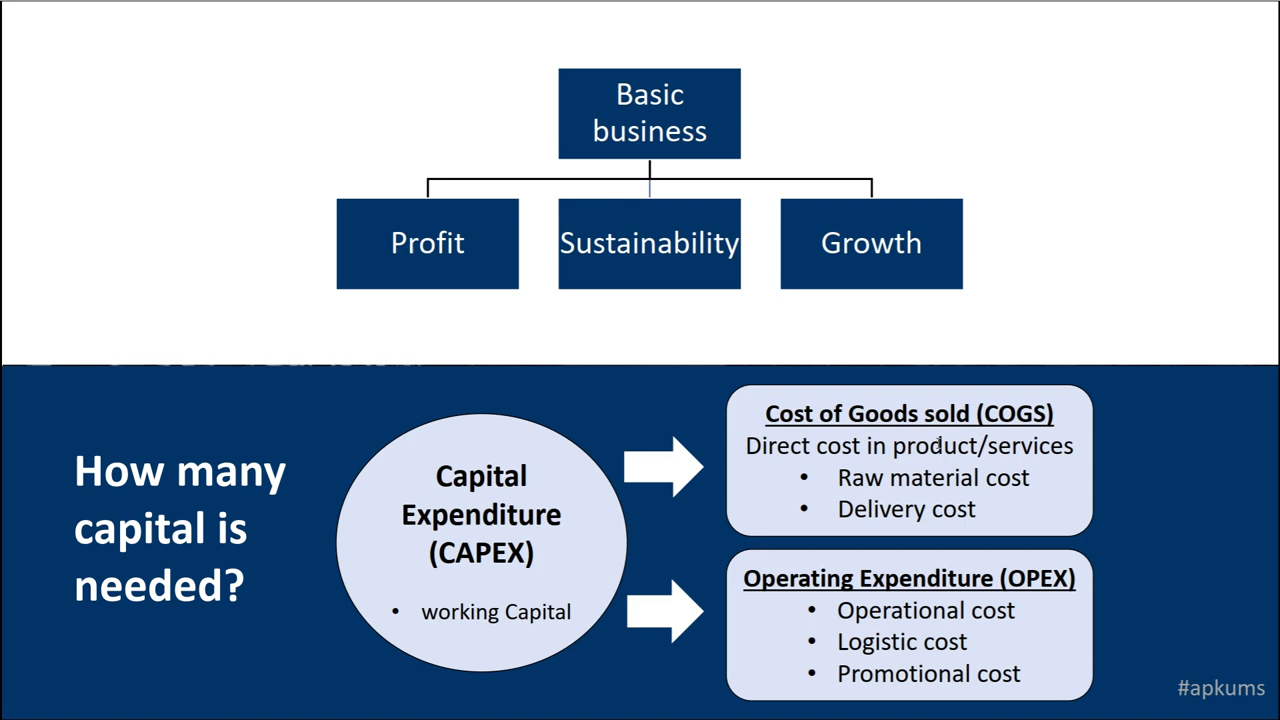 Basic
business
Profit
Sustainability
Growth
How many
capital is
needed?
Capital
Expenditure
(CAPEX)
• working Capital
Cost of Goods sold (COGS)
Direct cost in product/services
• Raw material cost
• Delivery cost
Operating Expenditure (OPEX)
• Operational cost
• Logistic cost
• Promotional cost
#apkums